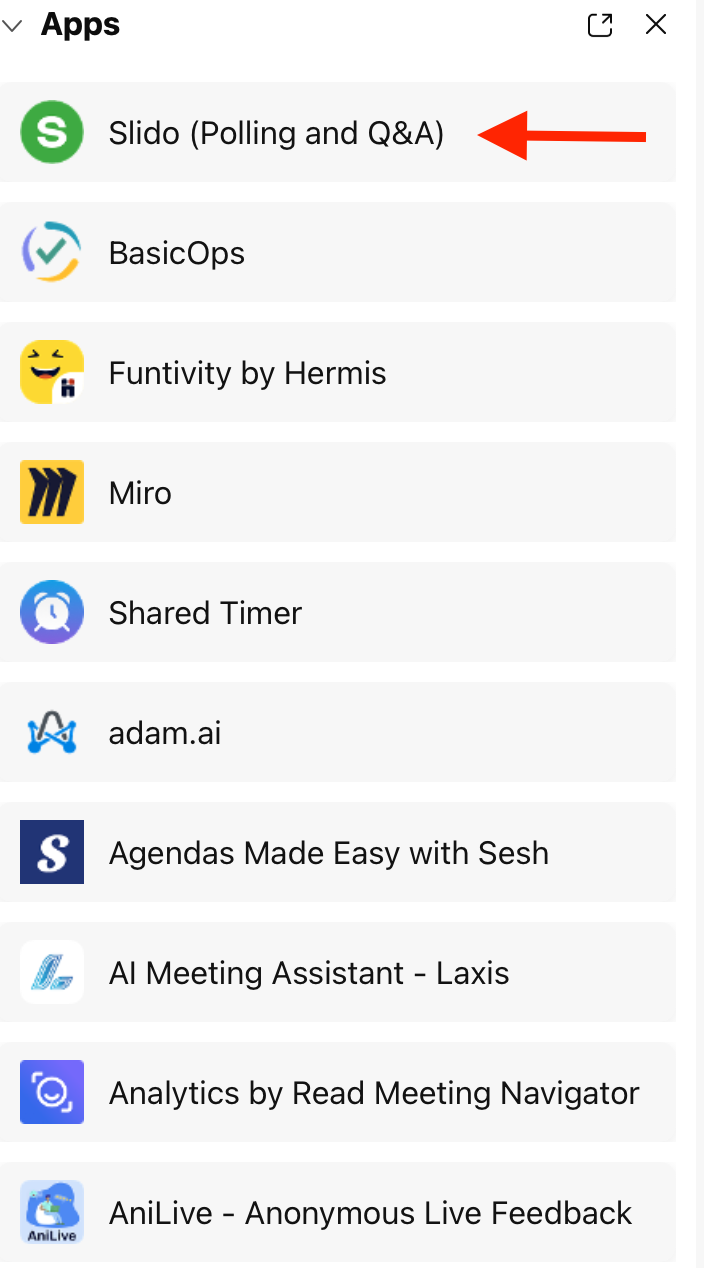 Apps
S Slido (Polling and Q&A)
BasicOps
Funtivity by Hermis
Miro
Shared Timer
adam.ai
S Agendas Made Easy with Sesh
AI Meeting Assistant - Laxis
Analytics by Read Meeting Navigator
AniLive - Anonymous Live Feedback
AniLive